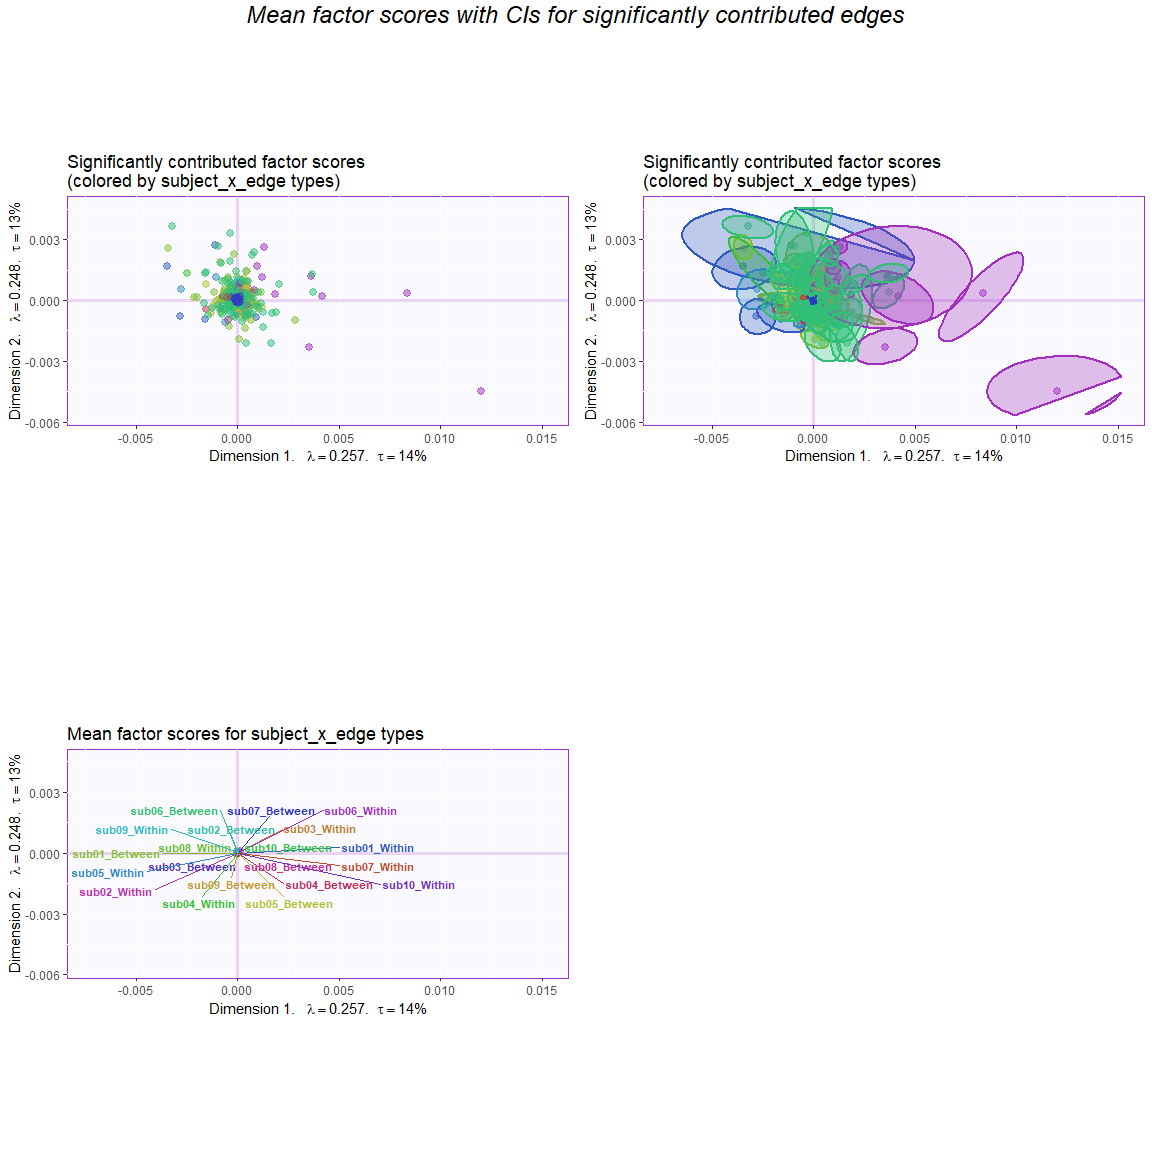 Mean factor scores with CIs for significantly contributed edges
Significantly contributed factor scores
(colored by subject_x_edge types)
Dimension 2. λ = 0.248. τ = 13%
0.003
0.000
-0.003
-0.006
-0.005
0.000
0.005
0.010
0.015
Dimension 1. λ = 0.257. τ = 14%
Significantly contributed factor scores
(colored by subject_x_edge types)
Dimension 2. λ = 0.248. τ = 13%
0.003
0.000
-0.003
-0.006
-0.005
0.000
0.005
0.010
0.015
Dimension 1. λ = 0.257. τ = 14%
Mean factor scores for subject_x_edge types
Dimension 2. λ = 0.248. τ = 13%
0.003
0.000
-0.003
-0.006
sub06_Between
sub07_Between
sub06_Within
sub09_Within
sub02_Between
sub03_Within
sub08_Within
sub10_Between
sub01_Within
sub01_Between
sub03_Between
sub08_Between
sub07_Within
sub05_Within
sub09_Between
sub04_Between
sub10_Within
sub02_Within
sub04_Within
sub05_Between
-0.005
0.000
0.005
0.010
0.015
Dimension 1. λ = 0.257. τ = 14%